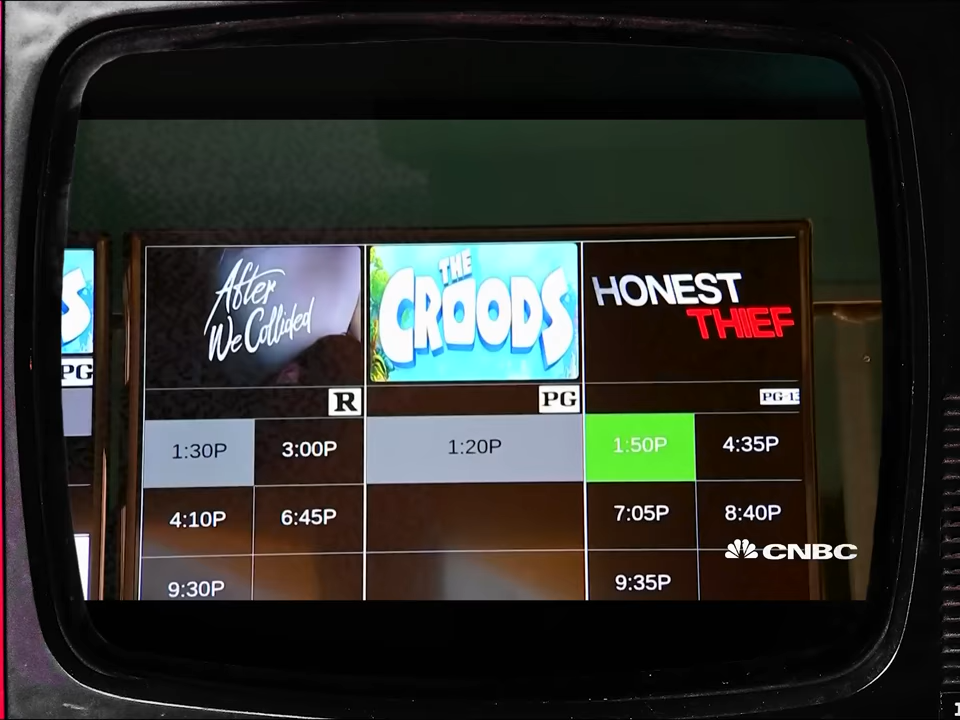 After
We Collided
THE
CROODS
HONEST
THIEF
S
PG
R
PG
PG-13
1:30P
3:00P
1:20P
1:50P
4:35P
4:10P
6:45P
7:05P
8:40P
CNBC
9:30P
9:35P